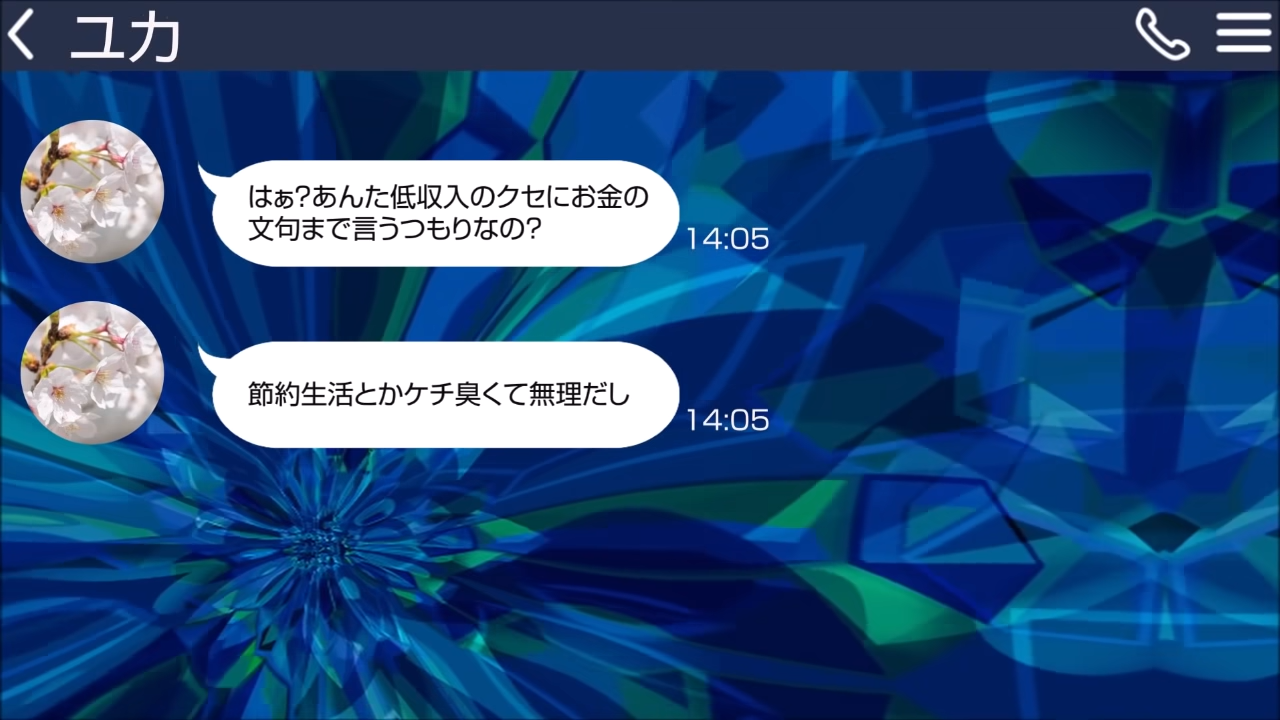 ユカ
はぁ?あんた低収入のクセにお金の
文句まで言うつもりなの?
14:05
節約生活とかケチ臭くて無理だし
14:05